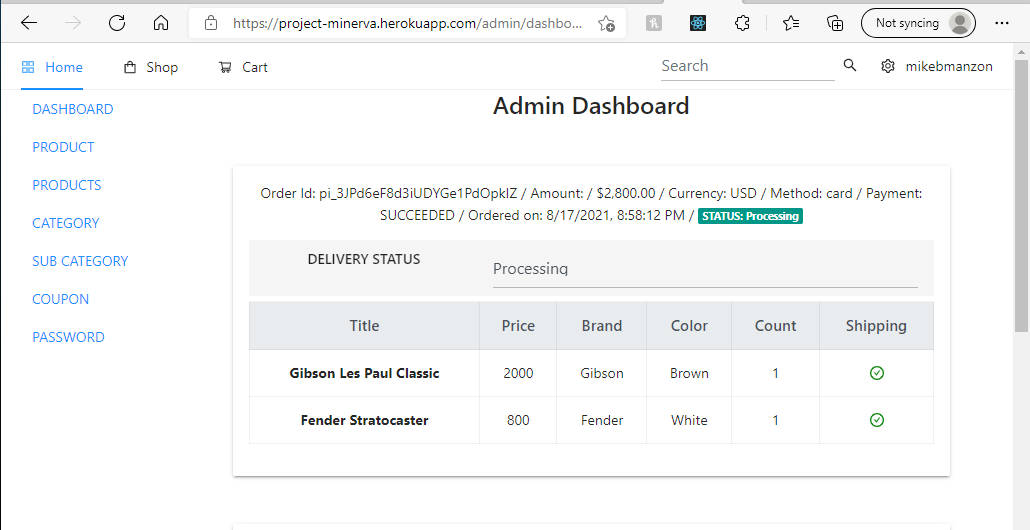 https://project-minerva.herokuapp.com/admin/dashbo...
Not syncing
Home Shop Cart Search mikebmanzon
DASHBOARD
PRODUCT
PRODUCTS
CATEGORY
SUB CATEGORY
COUPON
PASSWORD
Admin Dashboard
Order Id: pi_3JPd6eF8d3iUDYGe1PdOpkIZ / Amount: / $2,800.00 / Currency: USD / Method: card / Payment:
SUCCEEDED / Ordered on: 8/17/2021, 8:58:12 PM / STATUS: Processing
DELIVERY STATUS Processing
Title Price Brand Color Count Shipping
Gibson Les Paul Classic 2000 Gibson Brown 1
Fender Stratocaster 800 Fender White 1